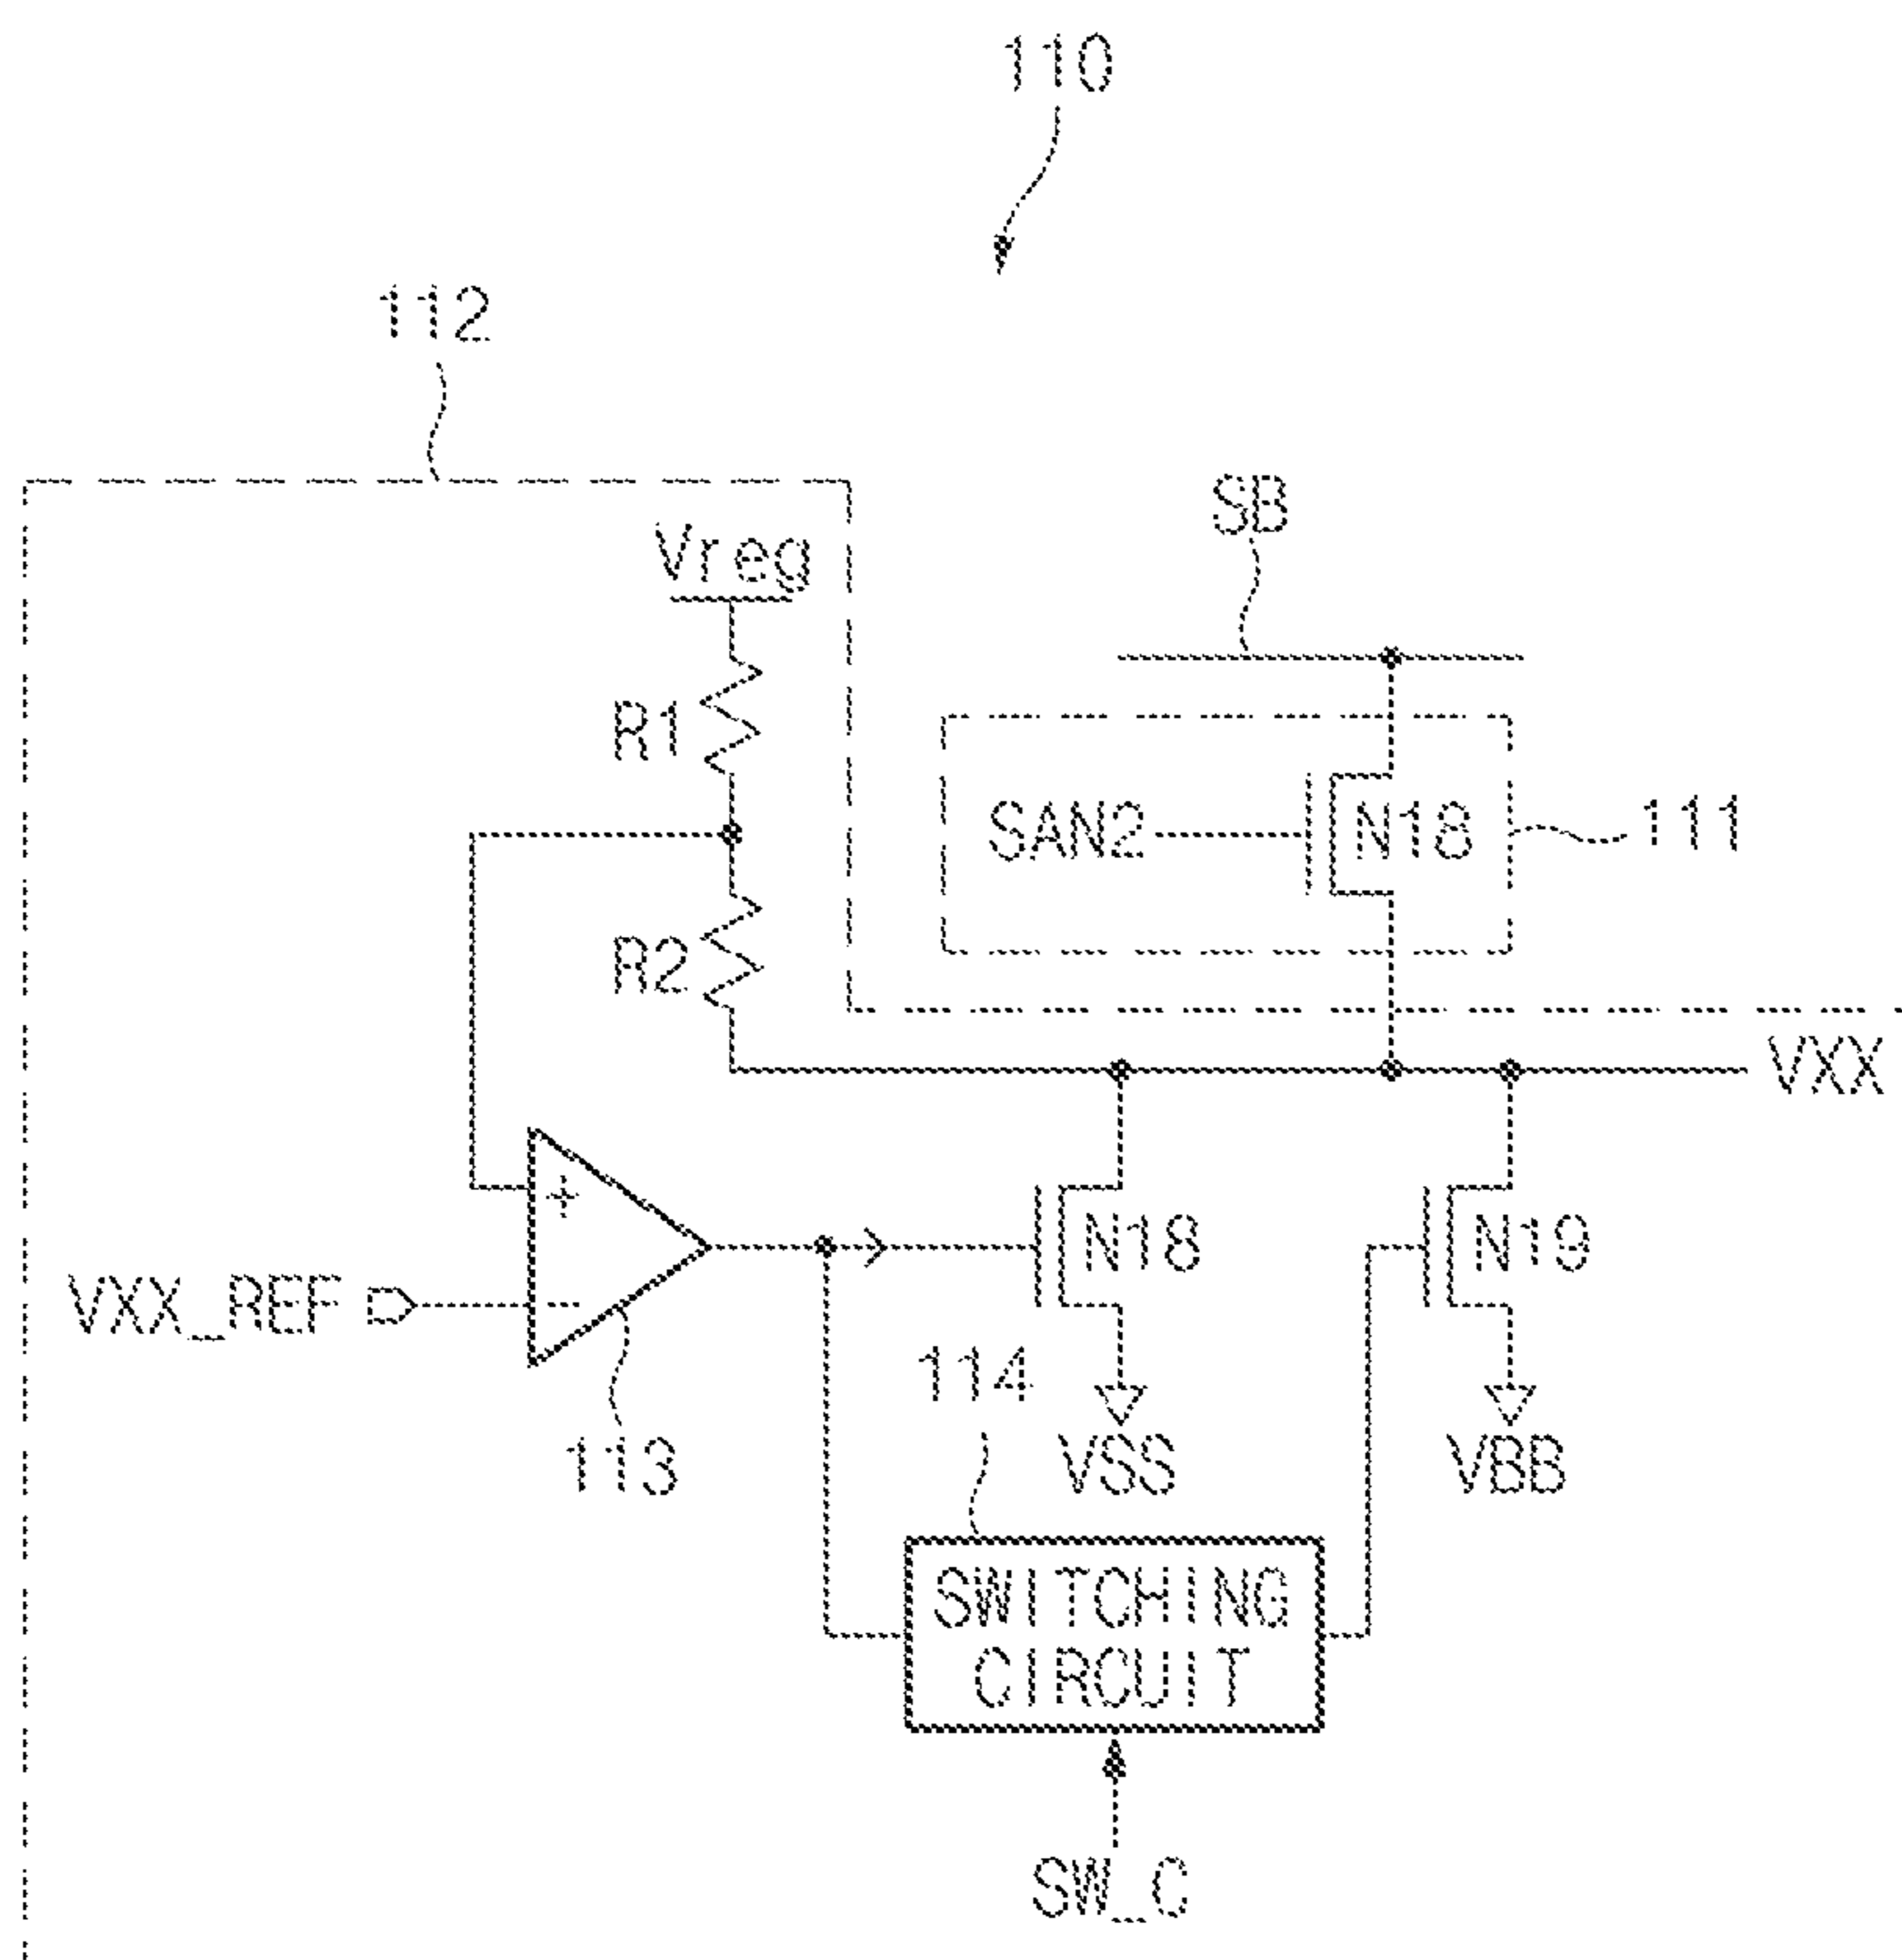 110
112
SB
Vreg
R1
SAN2
N18
111
R2
VXX
+
N18
N19
VXX_REF
-
114
113
VSS
VBB
SWITCHING
CIRCUIT
SW_C